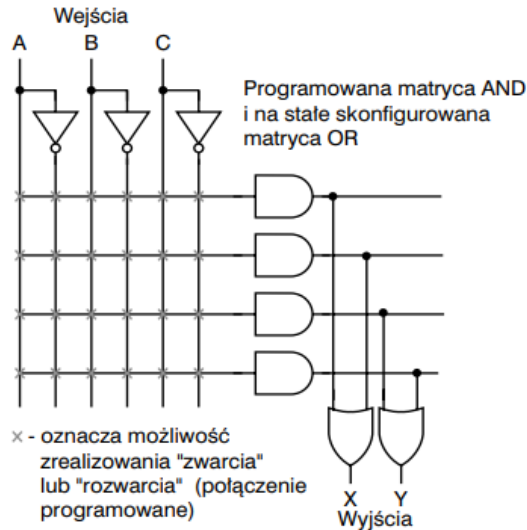 Wejścia
A B C
Programowana matryca AND
i na stałe skonfigurowana
matryca OR
× - oznacza możliwość
zrealizowania "zwarcia"
lub "rozwarcia" (połączenie
programowane)
X Y
Wyjścia